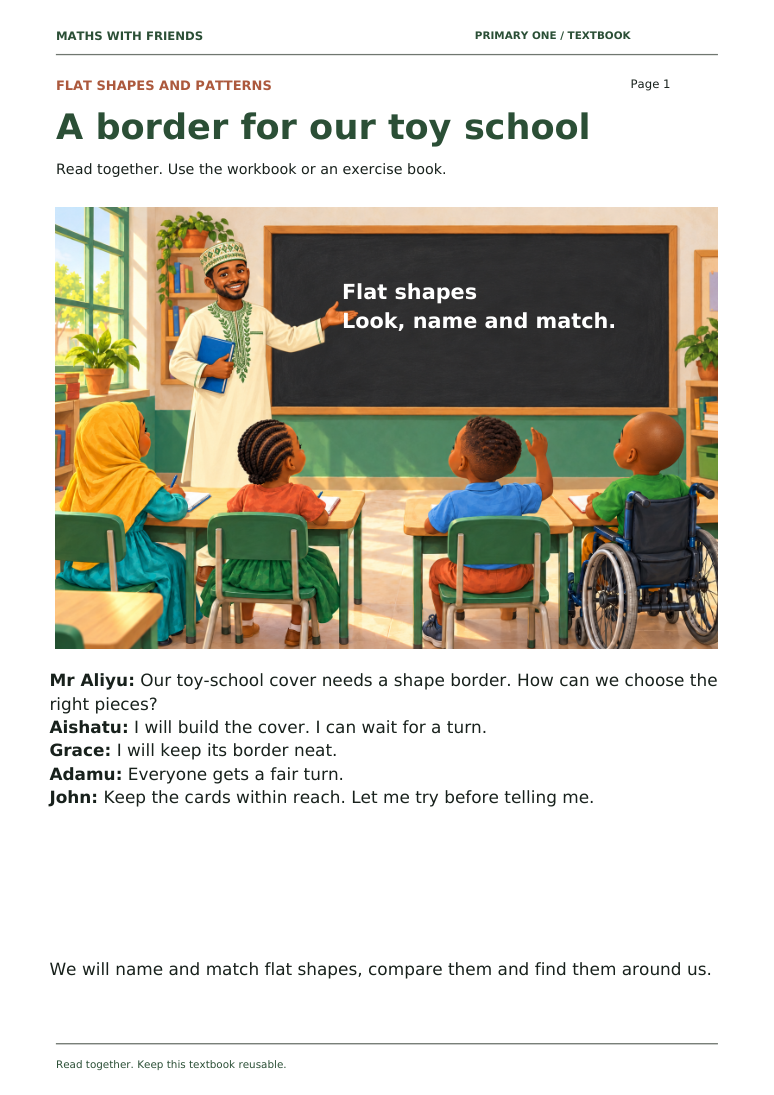 MATHS WITH FRIENDS
PRIMARY ONE / TEXTBOOK
FLAT SHAPES AND PATTERNS
Page 1
A border for our toy school
Read together. Use the workbook or an exercise book.
Flat shapes
Look, name and match.
Mr Aliyu: Our toy-school cover needs a shape border. How can we choose the
right pieces?
Aishatu: I will build the cover. I can wait for a turn.
Grace: I will keep its border neat.
Adamu: Everyone gets a fair turn.
John: Keep the cards within reach. Let me try before telling me.
We will name and match flat shapes, compare them and find them around us.
Read together. Keep this textbook reusable.